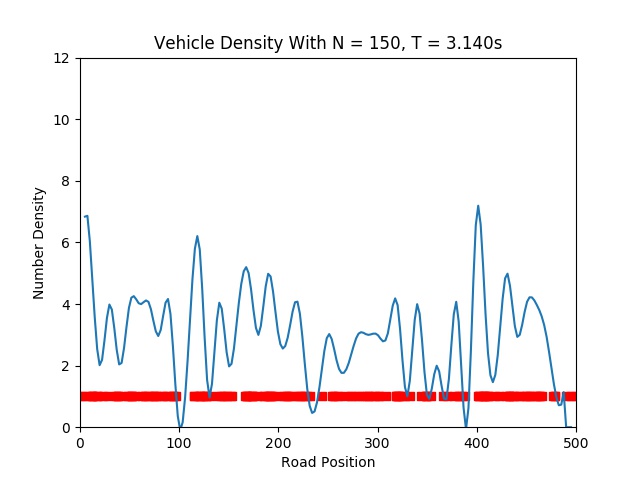 Vehicle Density With N = 150, T = 3.140s
12
10
8
6
4
2
0
Number Density
0 100 200 300 400 500
Road Position